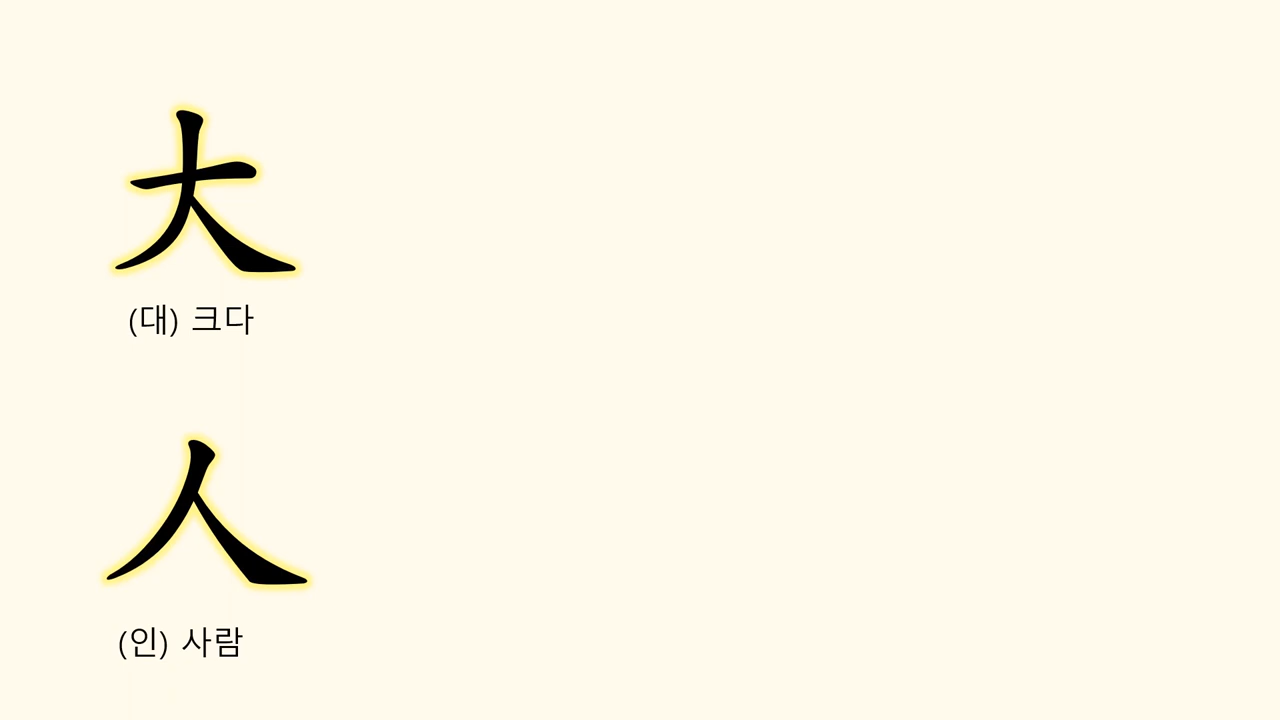 大
(대) 크다
人
(인) 사람